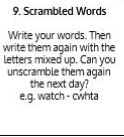 9. Scrambled Words
Write your words. Then
write them again with the
letters mixed up. Can you
unscramble them again
the next day?
e.g. watch - cwhta